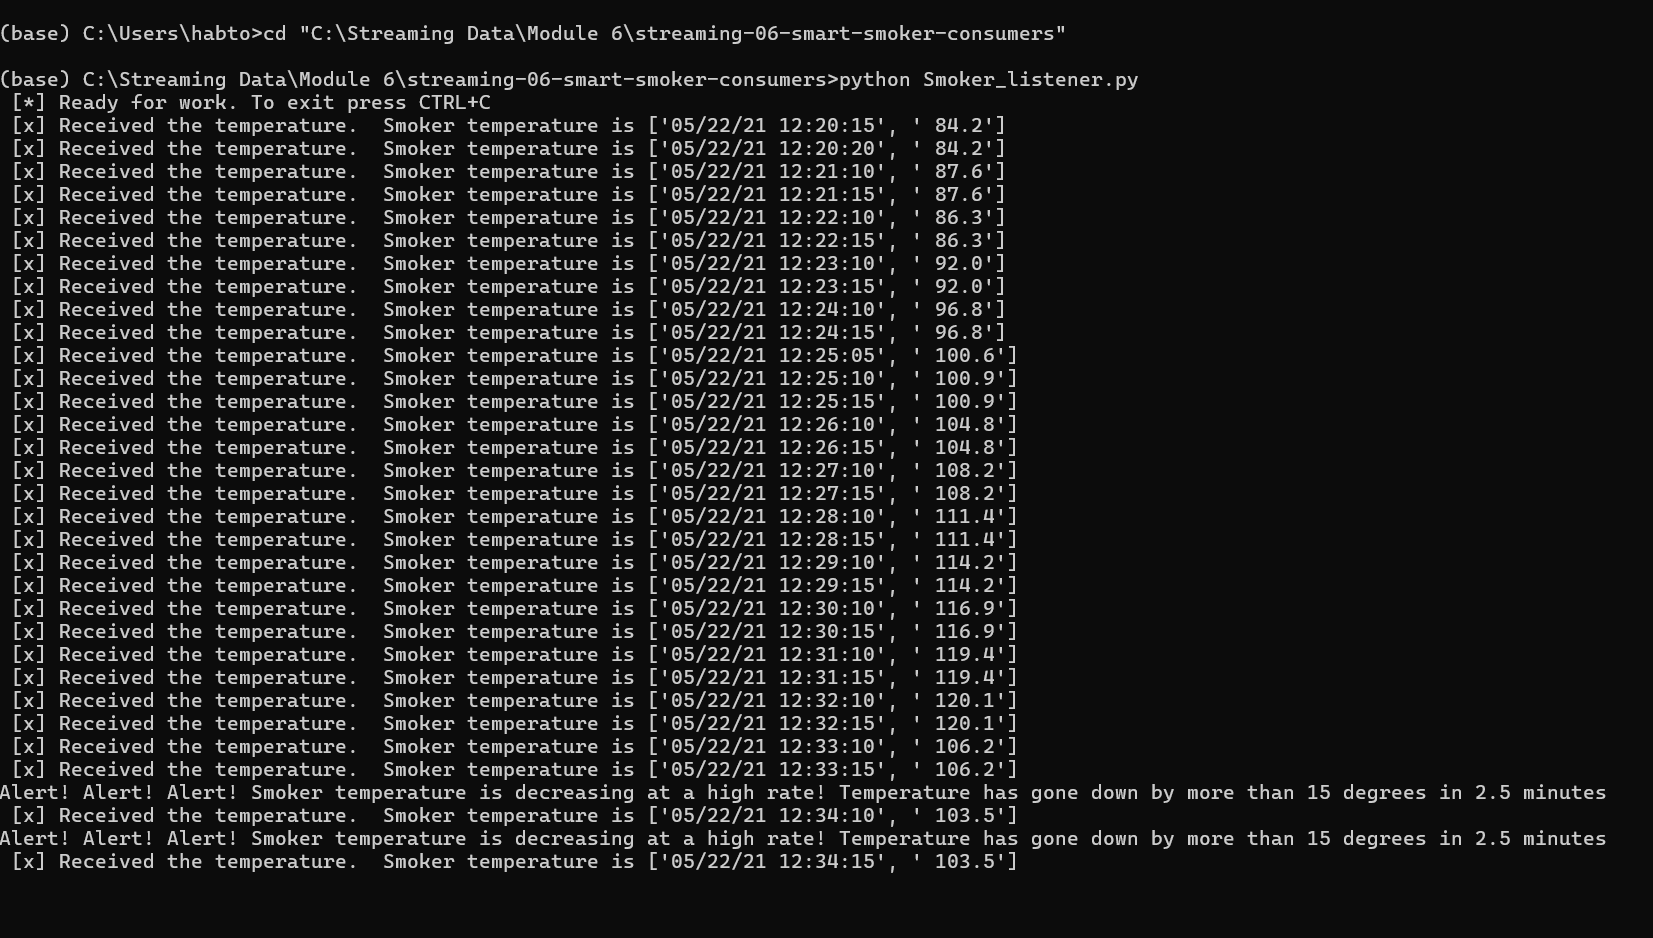 (base) C:\Users\habto>cd "C:\Streaming Data\Module 6\streaming-06-smart-smoker-consumers"
(base) C:\Streaming Data\Module 6\streaming-06-smart-smoker-consumers>python Smoker_listener.py
 [*] Ready for work. To exit press CTRL+C
 [x] Received the temperature.  Smoker temperature is ['05/22/21 12:20:15', ' 84.2']
 [x] Received the temperature.  Smoker temperature is ['05/22/21 12:20:20', ' 84.2']
 [x] Received the temperature.  Smoker temperature is ['05/22/21 12:21:10', ' 87.6']
 [x] Received the temperature.  Smoker temperature is ['05/22/21 12:21:15', ' 87.6']
 [x] Received the temperature.  Smoker temperature is ['05/22/21 12:22:10', ' 86.3']
 [x] Received the temperature.  Smoker temperature is ['05/22/21 12:22:15', ' 86.3']
 [x] Received the temperature.  Smoker temperature is ['05/22/21 12:23:10', ' 92.0']
 [x] Received the temperature.  Smoker temperature is ['05/22/21 12:23:15', ' 92.0']
 [x] Received the temperature.  Smoker temperature is ['05/22/21 12:24:10', ' 96.8']
 [x] Received the temperature.  Smoker temperature is ['05/22/21 12:24:15', ' 96.8']
 [x] Received the temperature.  Smoker temperature is ['05/22/21 12:25:05', ' 100.6']
 [x] Received the temperature.  Smoker temperature is ['05/22/21 12:25:10', ' 100.9']
 [x] Received the temperature.  Smoker temperature is ['05/22/21 12:25:15', ' 100.9']
 [x] Received the temperature.  Smoker temperature is ['05/22/21 12:26:10', ' 104.8']
 [x] Received the temperature.  Smoker temperature is ['05/22/21 12:26:15', ' 104.8']
 [x] Received the temperature.  Smoker temperature is ['05/22/21 12:27:10', ' 108.2']
 [x] Received the temperature.  Smoker temperature is ['05/22/21 12:27:15', ' 108.2']
 [x] Received the temperature.  Smoker temperature is ['05/22/21 12:28:10', ' 111.4']
 [x] Received the temperature.  Smoker temperature is ['05/22/21 12:28:15', ' 111.4']
 [x] Received the temperature.  Smoker temperature is ['05/22/21 12:29:10', ' 114.2']
 [x] Received the temperature.  Smoker temperature is ['05/22/21 12:29:15', ' 114.2']
 [x] Received the temperature.  Smoker temperature is ['05/22/21 12:30:10', ' 116.9']
 [x] Received the temperature.  Smoker temperature is ['05/22/21 12:30:15', ' 116.9']
 [x] Received the temperature.  Smoker temperature is ['05/22/21 12:31:10', ' 119.4']
 [x] Received the temperature.  Smoker temperature is ['05/22/21 12:31:15', ' 119.4']
 [x] Received the temperature.  Smoker temperature is ['05/22/21 12:32:10', ' 120.1']
 [x] Received the temperature.  Smoker temperature is ['05/22/21 12:32:15', ' 120.1']
 [x] Received the temperature.  Smoker temperature is ['05/22/21 12:33:10', ' 106.2']
 [x] Received the temperature.  Smoker temperature is ['05/22/21 12:33:15', ' 106.2']
Alert! Alert! Alert! Smoker temperature is decreasing at a high rate! Temperature has gone down by more than 15 degrees in 2.5 minutes
 [x] Received the temperature.  Smoker temperature is ['05/22/21 12:34:10', ' 103.5']
Alert! Alert! Alert! Smoker temperature is decreasing at a high rate! Temperature has gone down by more than 15 degrees in 2.5 minutes
 [x] Received the temperature.  Smoker temperature is ['05/22/21 12:34:15', ' 103.5']